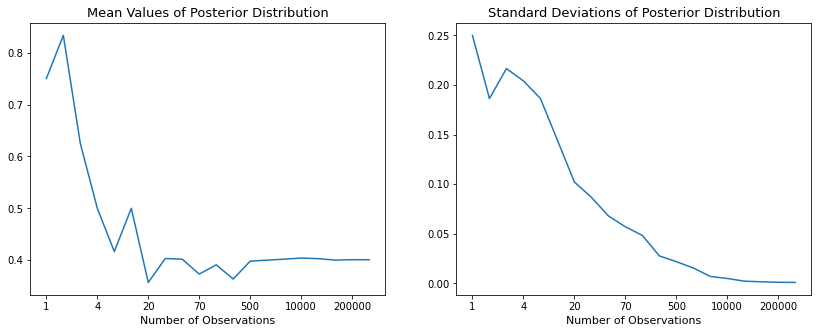 Mean Values of Posterior Distribution
0.8
0.7
0.6
0.5
0.4
1 4 20 70 500 10000 200000
Number of Observations
Standard Deviations of Posterior Distribution
0.25
0.20
0.15
0.10
0.05
0.00
1 4 20 70 500 10000 200000
Number of Observations